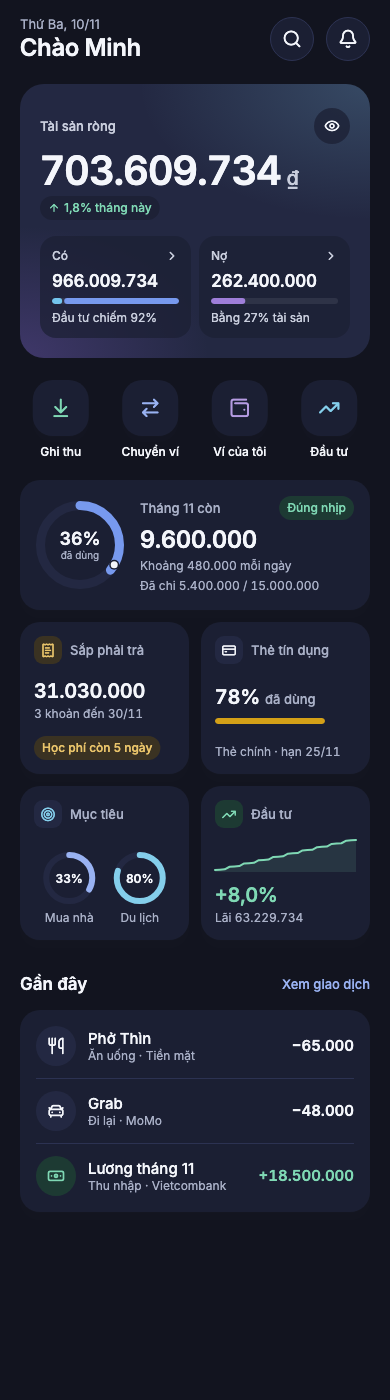 Thứ Ba, 10/11
Chào Minh
Tài sản ròng
703.609.734 ₫
↑ 1,8% tháng này
Có
966.009.734
Đầu tư chiếm 92%
Nợ
262.400.000
Bằng 27% tài sản
Ghi thu
Chuyển ví
Ví của tôi
Đầu tư
36%
đã dùng
Tháng 11 còn
Đúng nhịp
9.600.000
Khoảng 480.000 mỗi ngày
Đã chi 5.400.000 / 15.000.000
Sắp phải trả
31.030.000
3 khoản đến 30/11
Học phí còn 5 ngày
Thẻ tín dụng
78% đã dùng
Thẻ chính · hạn 25/11
Mục tiêu
33%
Mua nhà
80%
Du lịch
Đầu tư
+8,0%
Lãi 63.229.734
Gần đây
Xem giao dịch
Phở Thìn
Ăn uống · Tiền mặt
−65.000
Grab
Đi lại · MoMo
−48.000
Lương tháng 11
Thu nhập · Vietcombank
+18.500.000